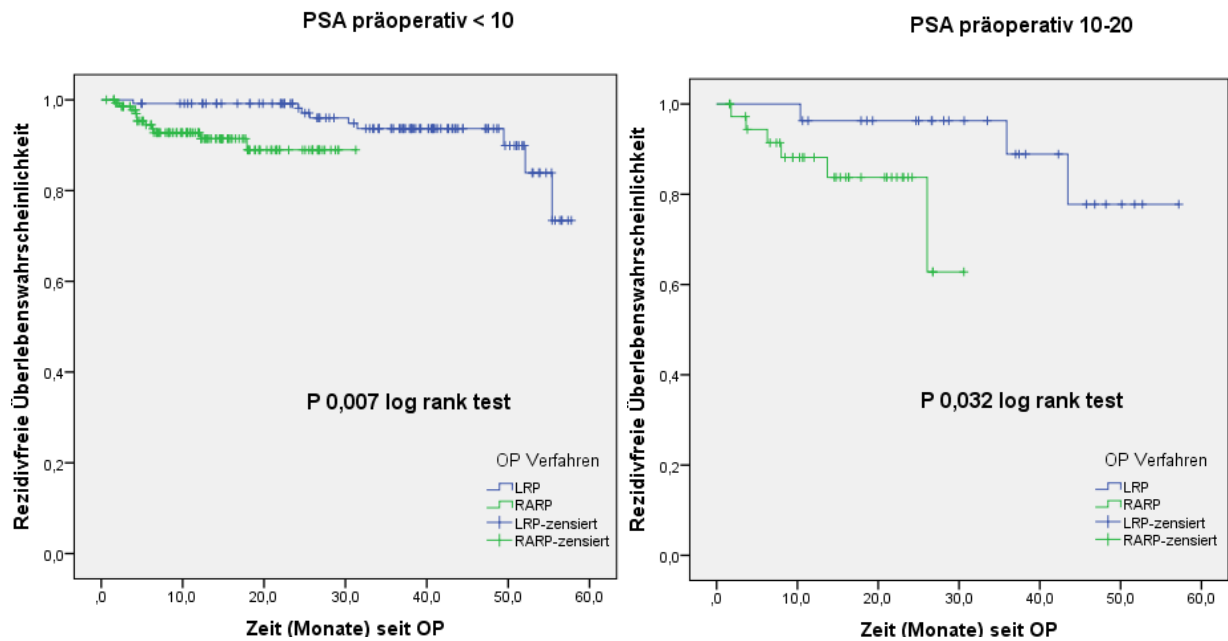 PSA präoperativ < 10
Rezidivfreie Überlebenswahrscheinlichkeit
1,0
0,8
0,6
0,4
0,2
0,0
P 0,007 log rank test
OP Verfahren
LRP
RARP
LRP-zensiert
RARP-zensiert
,0 10,0 20,0 30,0 40,0 50,0 60,0
Zeit (Monate) seit OP
PSA präoperativ 10-20
Rezidivfreie Überlebenswahrscheinlichkeit
1,0
0,8
0,6
0,4
0,2
0,0
P 0,032 log rank test
OP Verfahren
LRP
RARP
LRP-zensiert
RARP-zensiert
,0 10,0 20,0 30,0 40,0 50,0 60,0
Zeit (Monate) seit OP